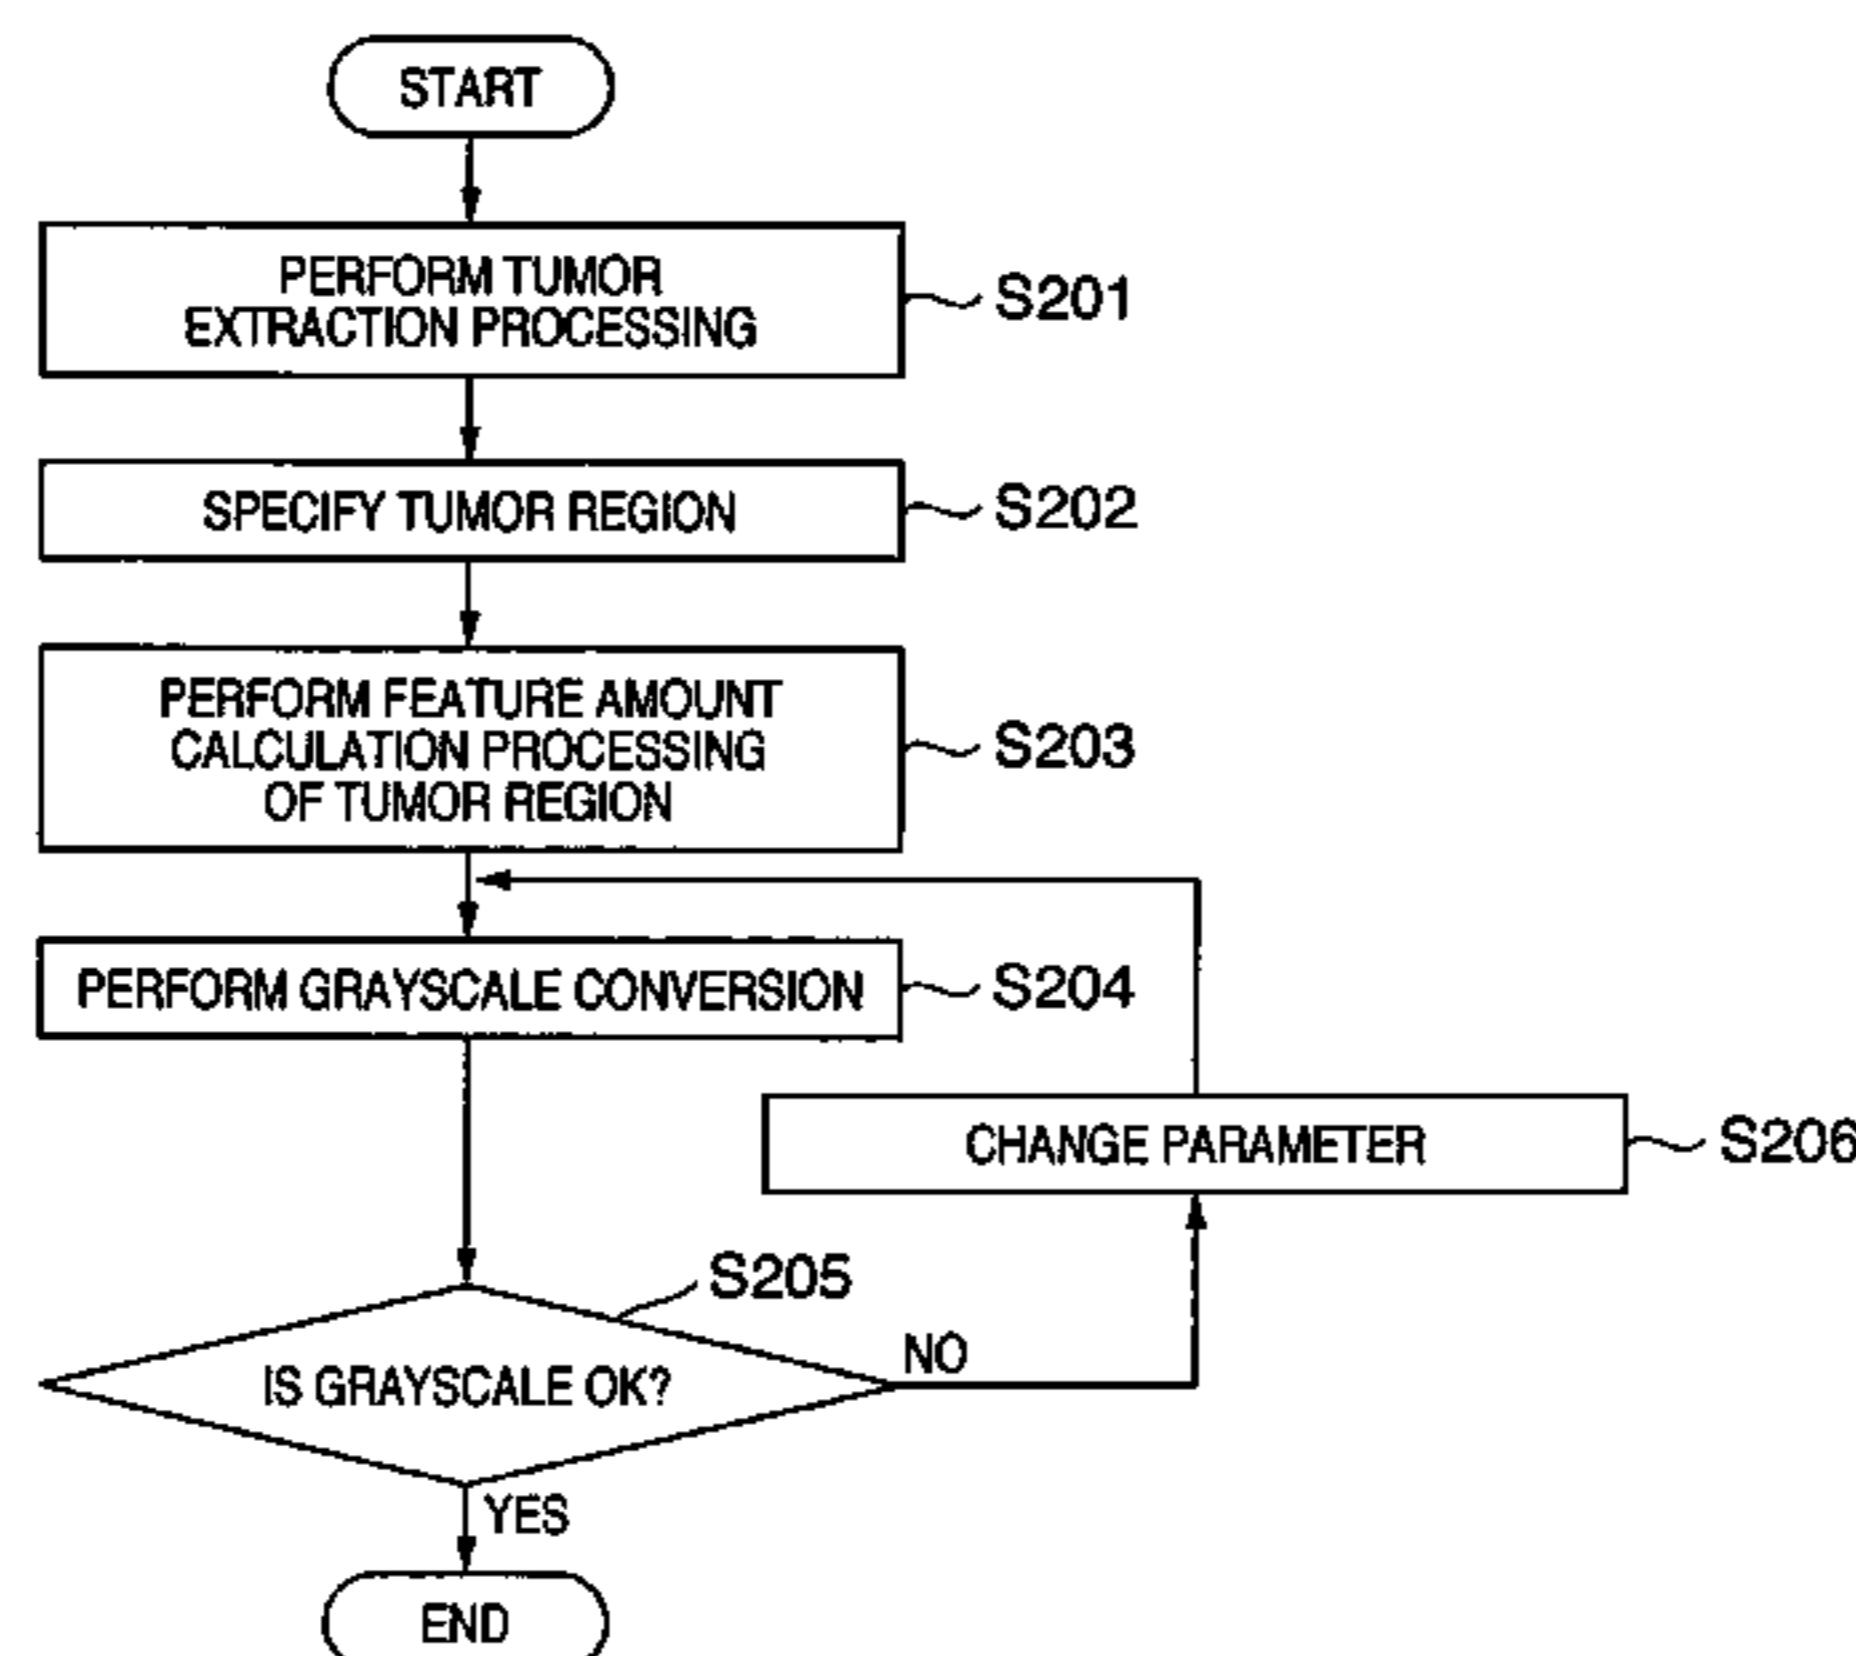 START
PERFORM TUMOR
EXTRACTION PROCESSING
S201
SPECIFY TUMOR REGION
S202
PERFORM FEATURE AMOUNT
CALCULATION PROCESSING
OF TUMOR REGION
S203
PERFORM GRAYSCALE CONVERSION
S204
CHANGE PARAMETER
S206
S205
IS GRAYSCALE OK?
NO
YES
END